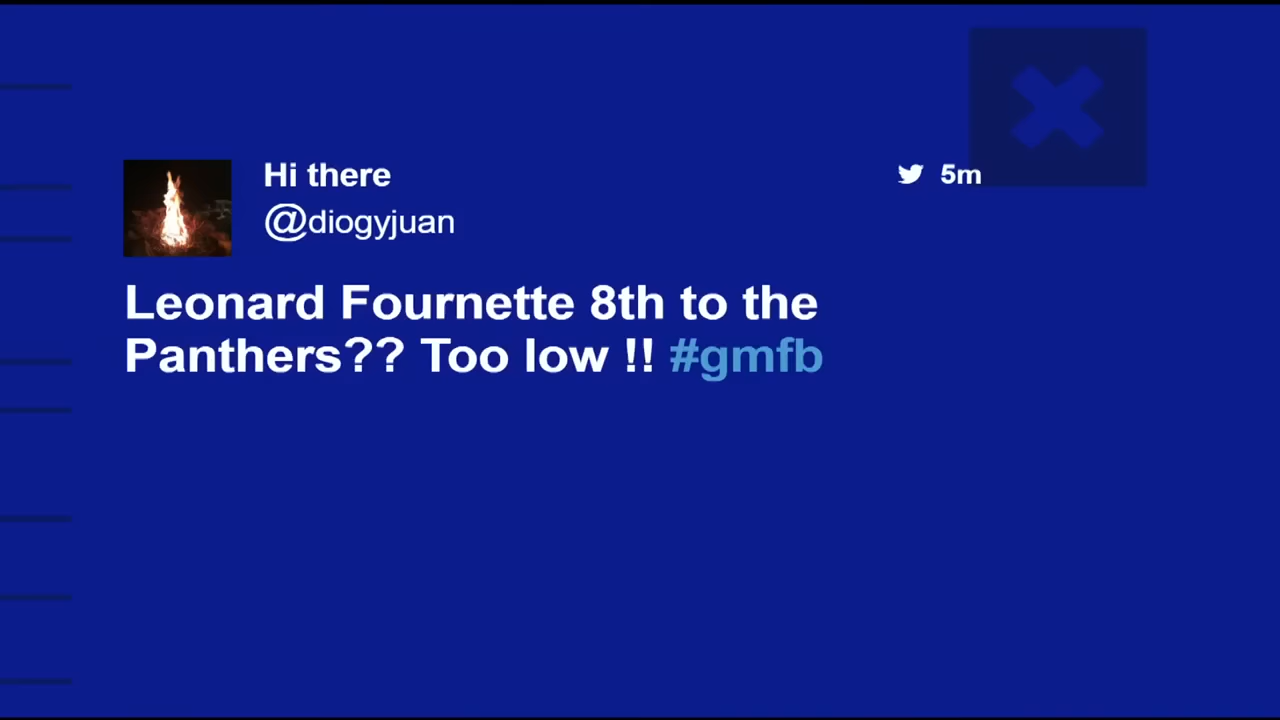 Hi there
5m
@diogyjuan
Leonard Fournette 8th to the
Panthers?? Too low !! #gmfb